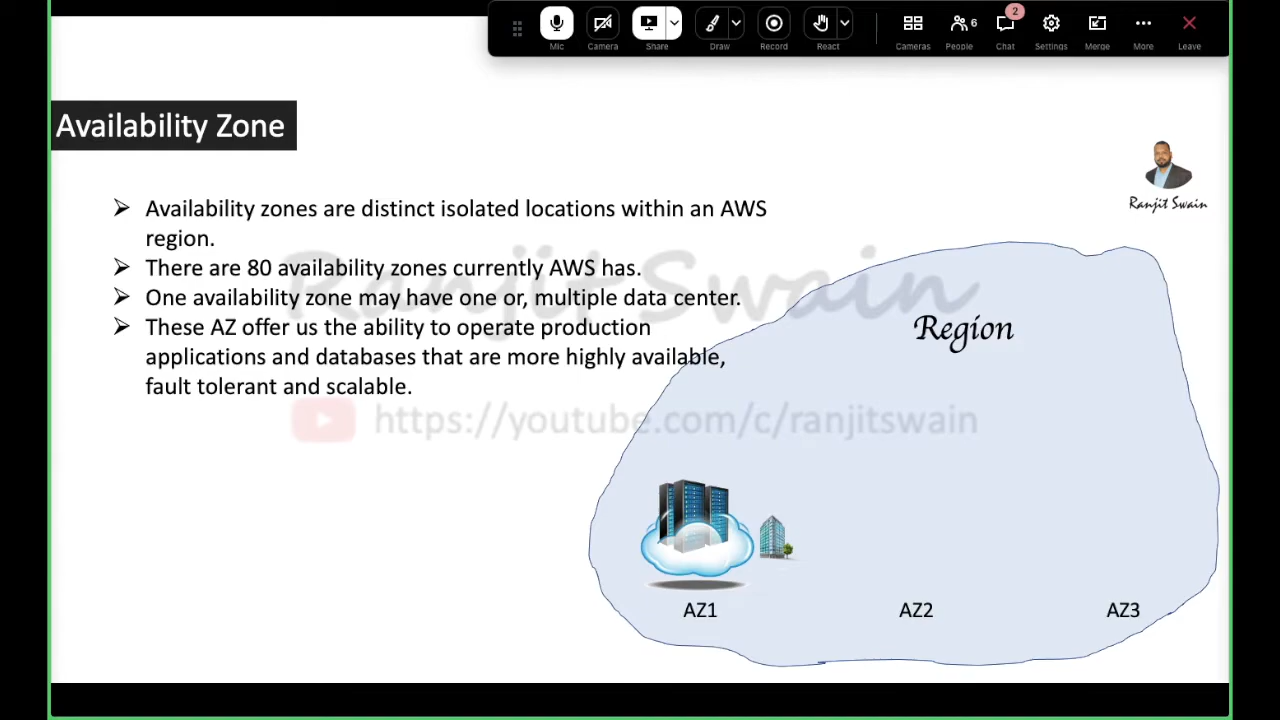 Mic Camera Share Draw Record React Cameras People 6 Chat 2 Settings Merge More Leave
Availability Zone
Ranjit Swain
➢ Availability zones are distinct isolated locations within an AWS
region.
➢ There are 80 availability zones currently AWS has.
➢ One availability zone may have one or, multiple data center.
➢ These AZ offer us the ability to operate production
applications and databases that are more highly available,
fault tolerant and scalable.
Ranjit Swain
https://youtube.com/c/ranjitswain
Region
AZ1 AZ2 AZ3